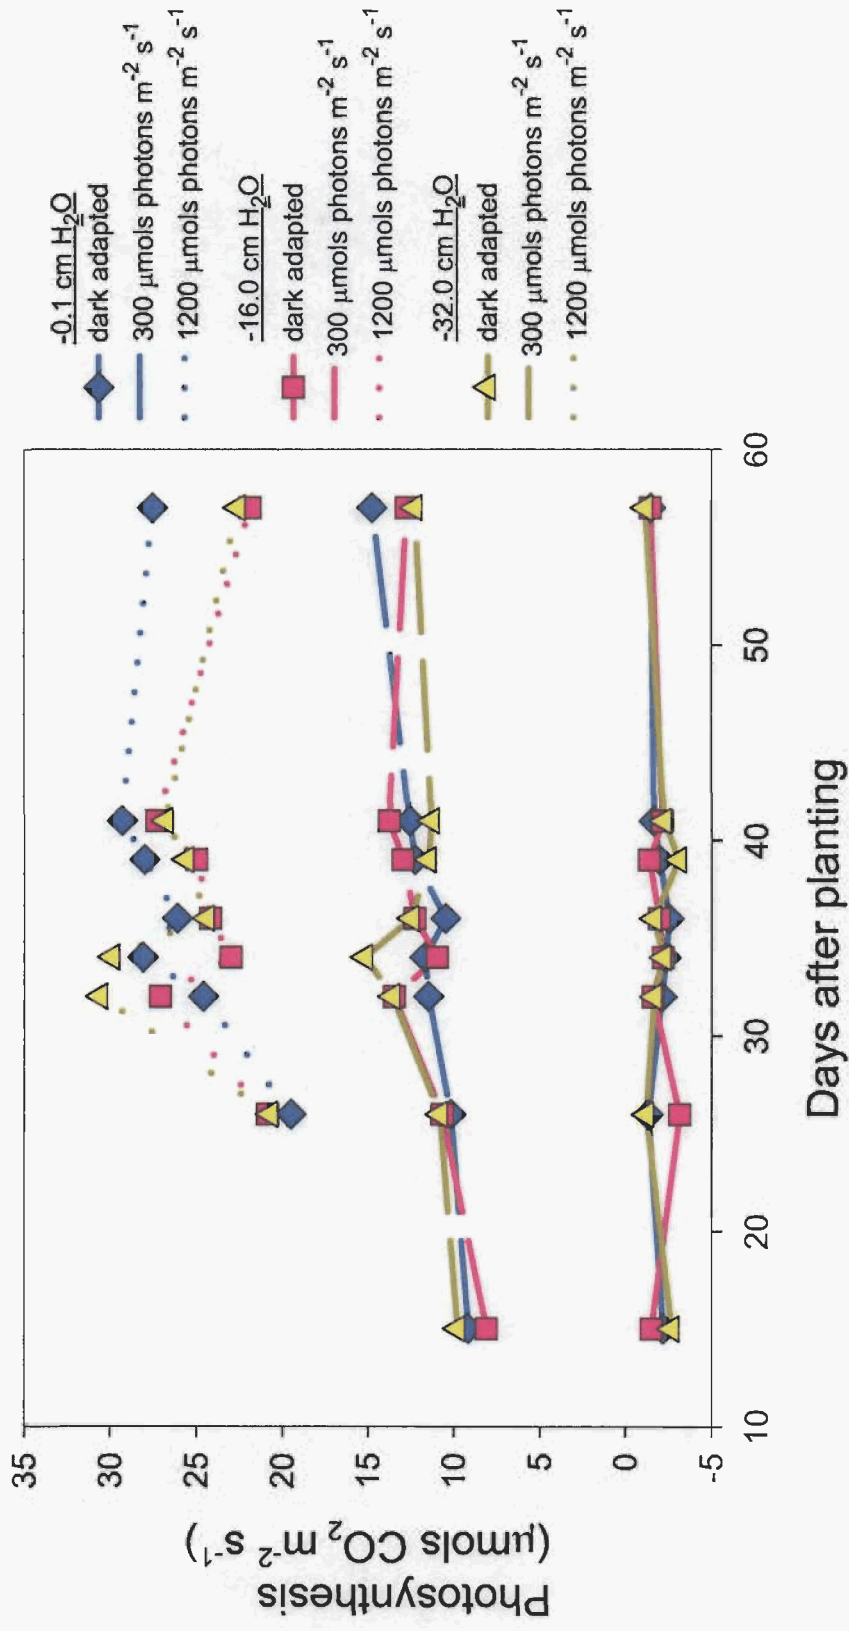 Photosynthesis
(μmols CO₂ m⁻² s⁻¹)
35
30
25
20
15
10
5
0
-5
10
20
30
40
50
60
Days after planting
-0.1 cm H₂O
dark adapted
300 μmols photons m⁻² s⁻¹
1200 μmols photons m⁻² s⁻¹
-16.0 cm H₂O
dark adapted
300 μmols photons m⁻² s⁻¹
1200 μmols photons m⁻² s⁻¹
-32.0 cm H₂O
dark adapted
300 μmols photons m⁻² s⁻¹
1200 μmols photons m⁻² s⁻¹